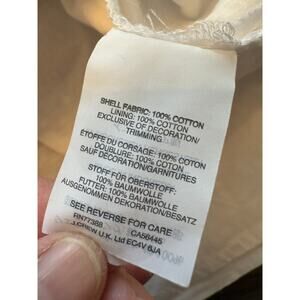 SHELL FABRIC: 100% COTTON
LINING: 100% COTTON
EXCLUSIVE OF DECORATION/
TRIMMING
ÉTOFFE DU CORSAGE: 100% COTON
DOUBLURE: 100% COTON
SAUF DÉCORATION/GARNITURES
STOFF FÜR OBERSTOFF:
100% BAUMWOLLE
FUTTER: 100% BAUMWOLLE
AUSGENOMMEN DEKORATION/BESATZ
SEE REVERSE FOR CARE
RN77388 CA56445
J.CREW U.K. Ltd EC4V 6JA